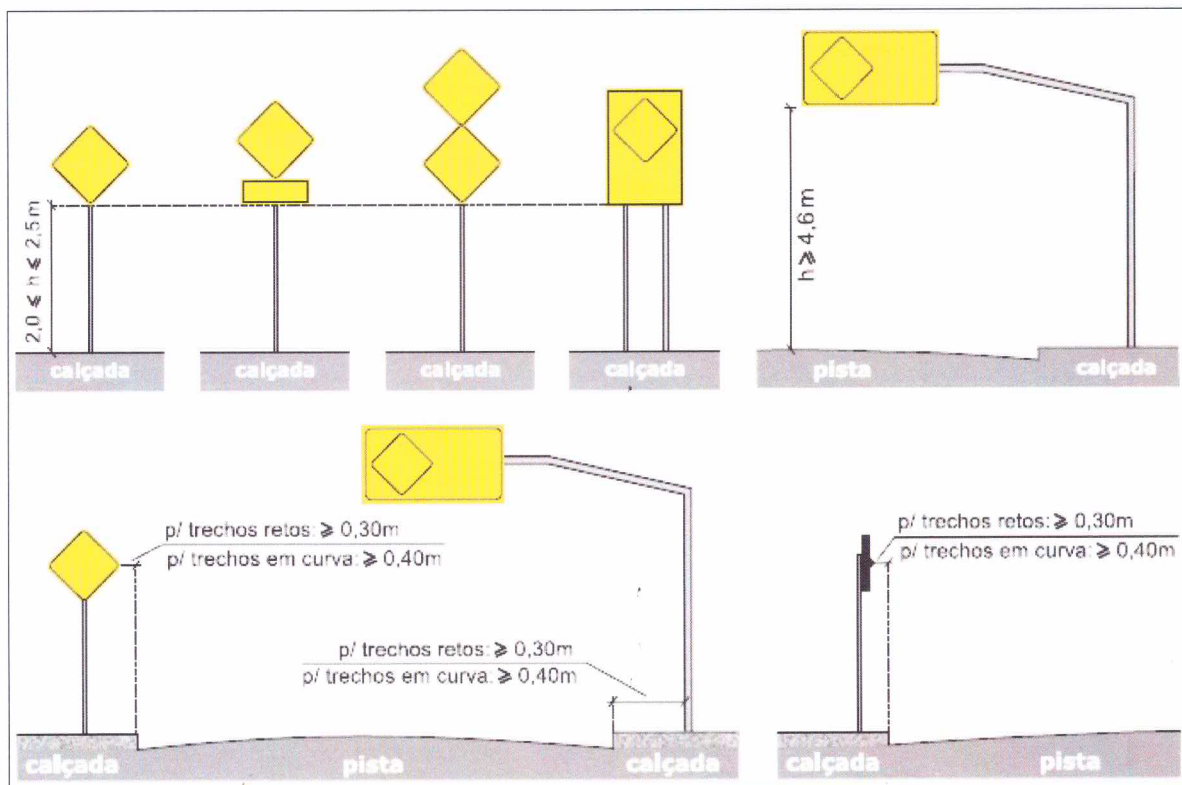 2,0 ⩽ h ⩽ 2,5m
calçada
calçada
calçada
calçada
h ⩾ 4,6m
pista
calçada
p/ trechos retos: ⩾ 0,30m
p/ trechos em curva: ⩾ 0,40m
p/ trechos retos: ⩾ 0,30m
p/ trechos em curva: ⩾ 0,40m
calçada
pista
calçada
p/ trechos retos: ⩾ 0,30m
p/ trechos em curva: ⩾ 0,40m
calçada
pista